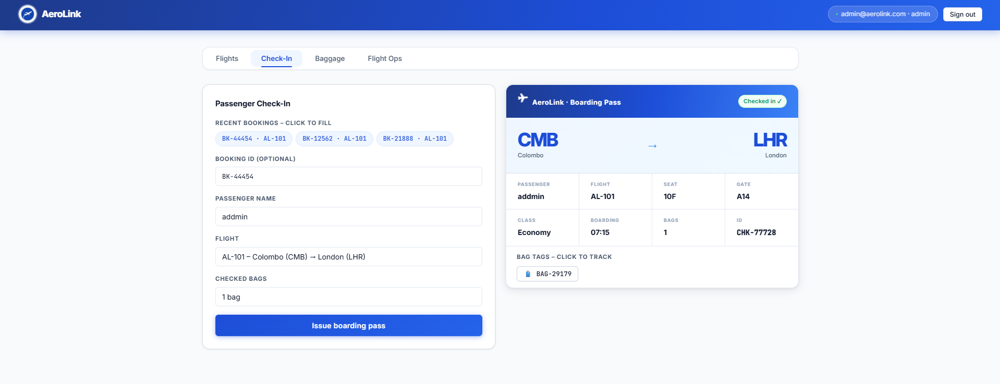 AeroLink
admin@aerolink.com · admin
Sign out
Flights
Check-In
Baggage
Flight Ops
Passenger Check-In
RECENT BOOKINGS – CLICK TO FILL
BK-44454 · AL-101
BK-12562 · AL-101
BK-21888 · AL-101
BOOKING ID (OPTIONAL)
BK-44454
PASSENGER NAME
addmin
FLIGHT
AL-101 – Colombo (CMB) → London (LHR)
CHECKED BAGS
1 bag
Issue boarding pass
AeroLink · Boarding Pass
Checked in ✓
CMB → LHR
Colombo London
PASSENGER FLIGHT SEAT GATE
addmin AL-101 10F A14
CLASS BOARDING BAGS ID
Economy 07:15 1 CHK-77728
BAG TAGS – CLICK TO TRACK
BAG-29179